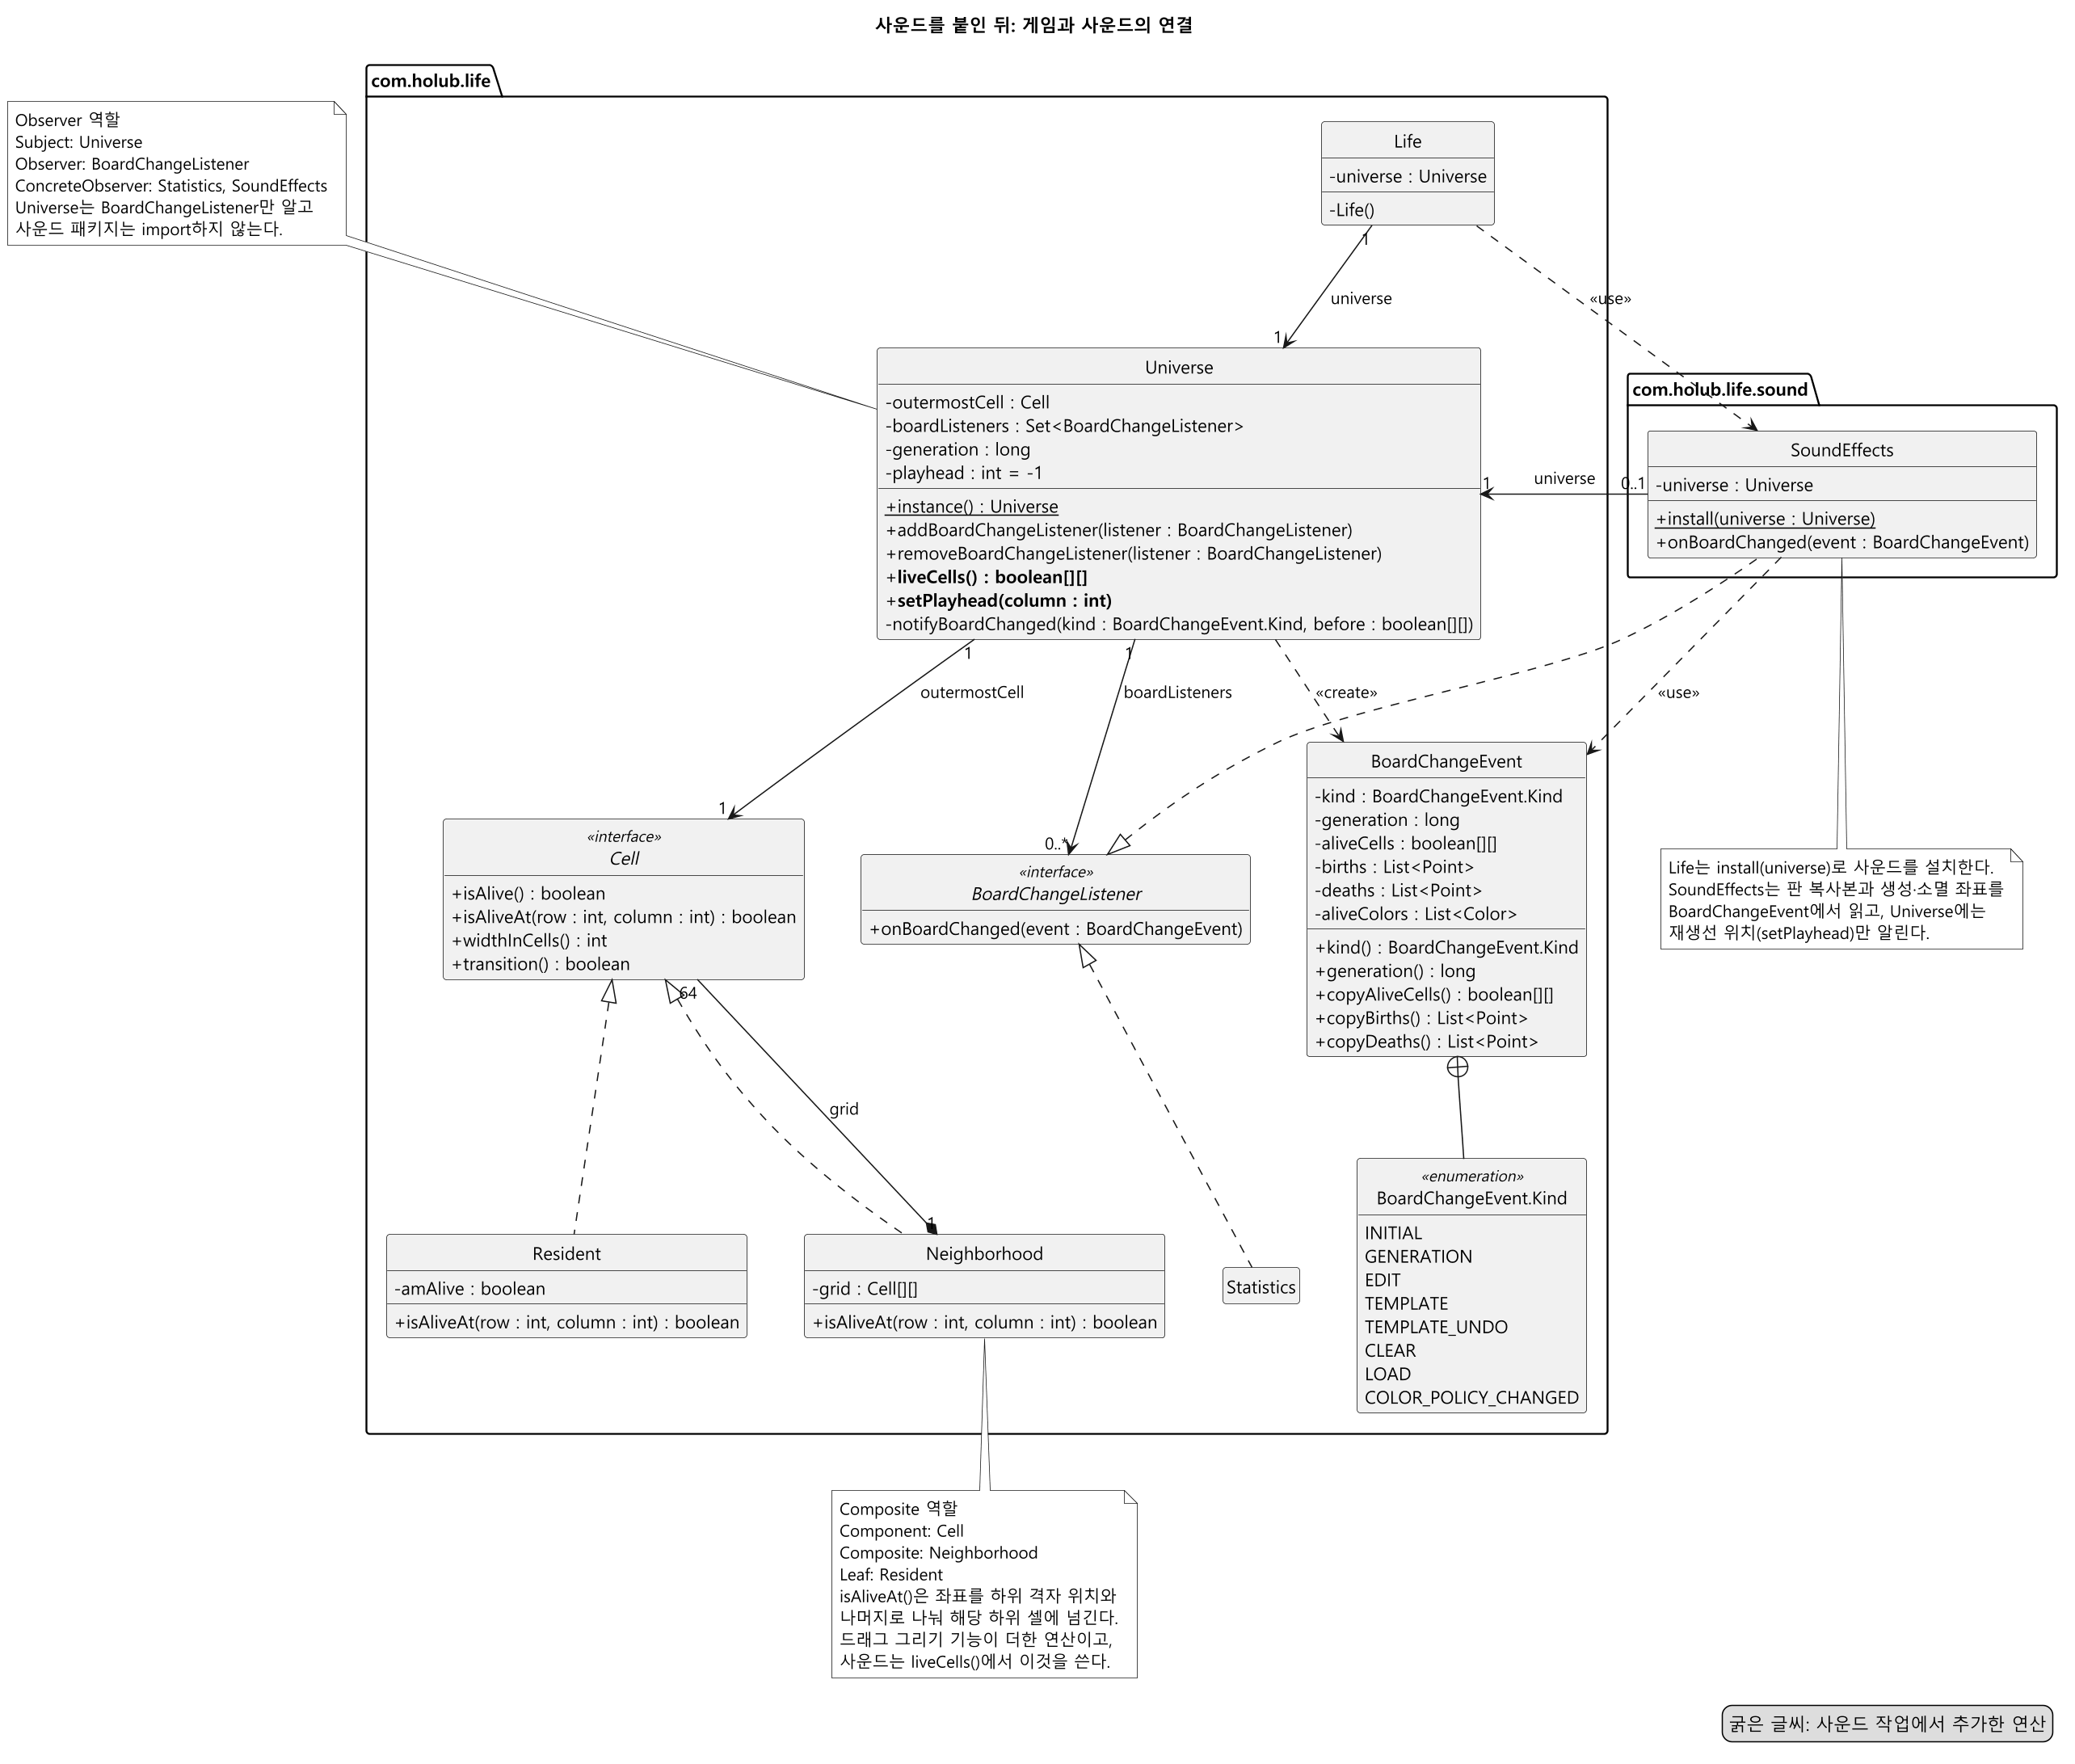 사운드를 붙인 뒤: 게임과 사운드의 연결
com.holub.life
Observer 역할
Subject: Universe
Observer: BoardChangeListener
ConcreteObserver: Statistics, SoundEffects
Universe는 BoardChangeListener만 알고
사운드 패키지는 import하지 않는다.
Life
-universe : Universe
-Life()
1
universe
1
«use»
com.holub.life.sound
Universe
-outermostCell : Cell
-boardListeners : Set<BoardChangeListener>
-generation : long
-playhead : int = -1
+instance() : Universe
+addBoardChangeListener(listener : BoardChangeListener)
+removeBoardChangeListener(listener : BoardChangeListener)
+liveCells() : boolean[][]
+setPlayhead(column : int)
-notifyBoardChanged(kind : BoardChangeEvent.Kind, before : boolean[][])
1
universe
0..1
SoundEffects
-universe : Universe
+install(universe : Universe)
+onBoardChanged(event : BoardChangeEvent)
1
outermostCell
1
1
boardListeners
0..*
«create»
«use»
«interface»
Cell
+isAlive() : boolean
+isAliveAt(row : int, column : int) : boolean
+widthInCells() : int
+transition() : boolean
«interface»
BoardChangeListener
+onBoardChanged(event : BoardChangeEvent)
BoardChangeEvent
-kind : BoardChangeEvent.Kind
-generation : long
-aliveCells : boolean[][]
-births : List<Point>
-deaths : List<Point>
-aliveColors : List<Color>
+kind() : BoardChangeEvent.Kind
+generation() : long
+copyAliveCells() : boolean[][]
+copyBirths() : List<Point>
+copyDeaths() : List<Point>
Life는 install(universe)로 사운드를 설치한다.
SoundEffects는 판 복사본과 생성·소멸 좌표를
BoardChangeEvent에서 읽고, Universe에는
재생선 위치(setPlayhead)만 알린다.
64
grid
1
Resident
-amAlive : boolean
+isAliveAt(row : int, column : int) : boolean
Neighborhood
-grid : Cell[][]
+isAliveAt(row : int, column : int) : boolean
Statistics
«enumeration»
BoardChangeEvent.Kind
INITIAL
GENERATION
EDIT
TEMPLATE
TEMPLATE_UNDO
CLEAR
LOAD
COLOR_POLICY_CHANGED
Composite 역할
Component: Cell
Composite: Neighborhood
Leaf: Resident
isAliveAt()은 좌표를 하위 격자 위치와
나머지로 나눠 해당 하위 셀에 넘긴다.
드래그 그리기 기능이 더한 연산이고,
사운드는 liveCells()에서 이것을 쓴다.
굵은 글씨: 사운드 작업에서 추가한 연산